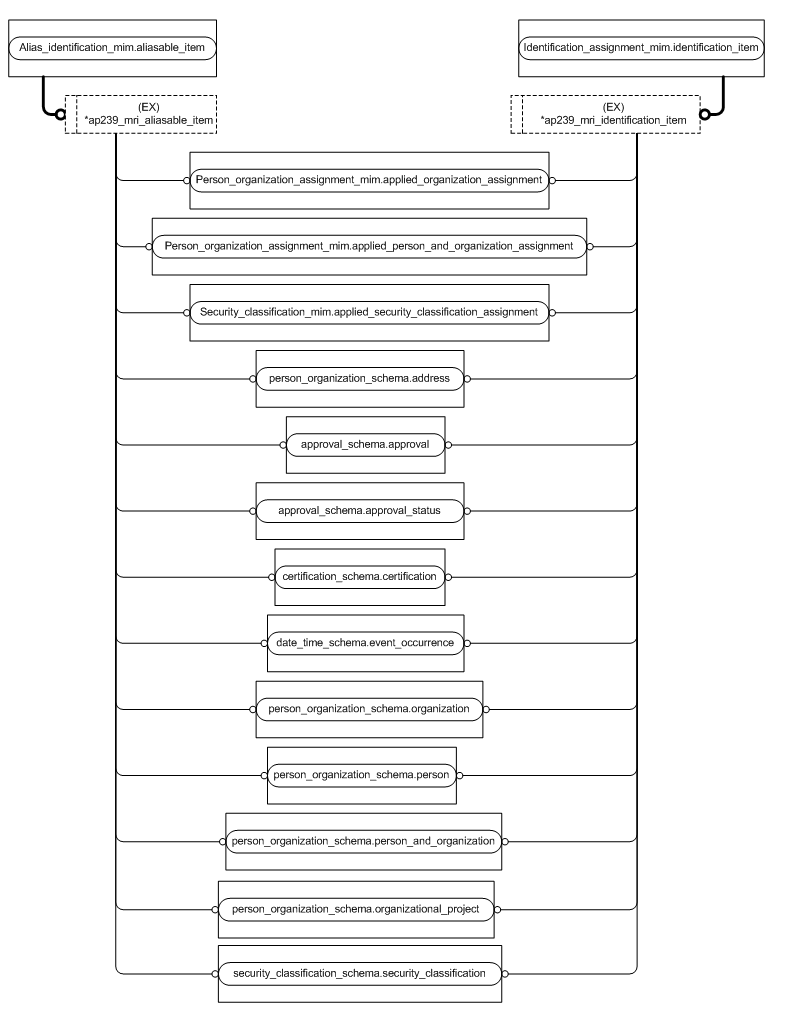 Alias_identification_mim.aliasable_item
Identification_assignment_mim.identification_item
(EX)
*ap239_mri_aliasable_item
(EX)
*ap239_mri_identification_item
Person_organization_assignment_mim.applied_organization_assignment
Person_organization_assignment_mim.applied_person_and_organization_assignment
Security_classification_mim.applied_security_classification_assignment
person_organization_schema.address
approval_schema.approval
approval_schema.approval_status
certification_schema.certification
date_time_schema.event_occurrence
person_organization_schema.organization
person_organization_schema.person
person_organization_schema.person_and_organization
person_organization_schema.organizational_project
security_classification_schema.security_classification